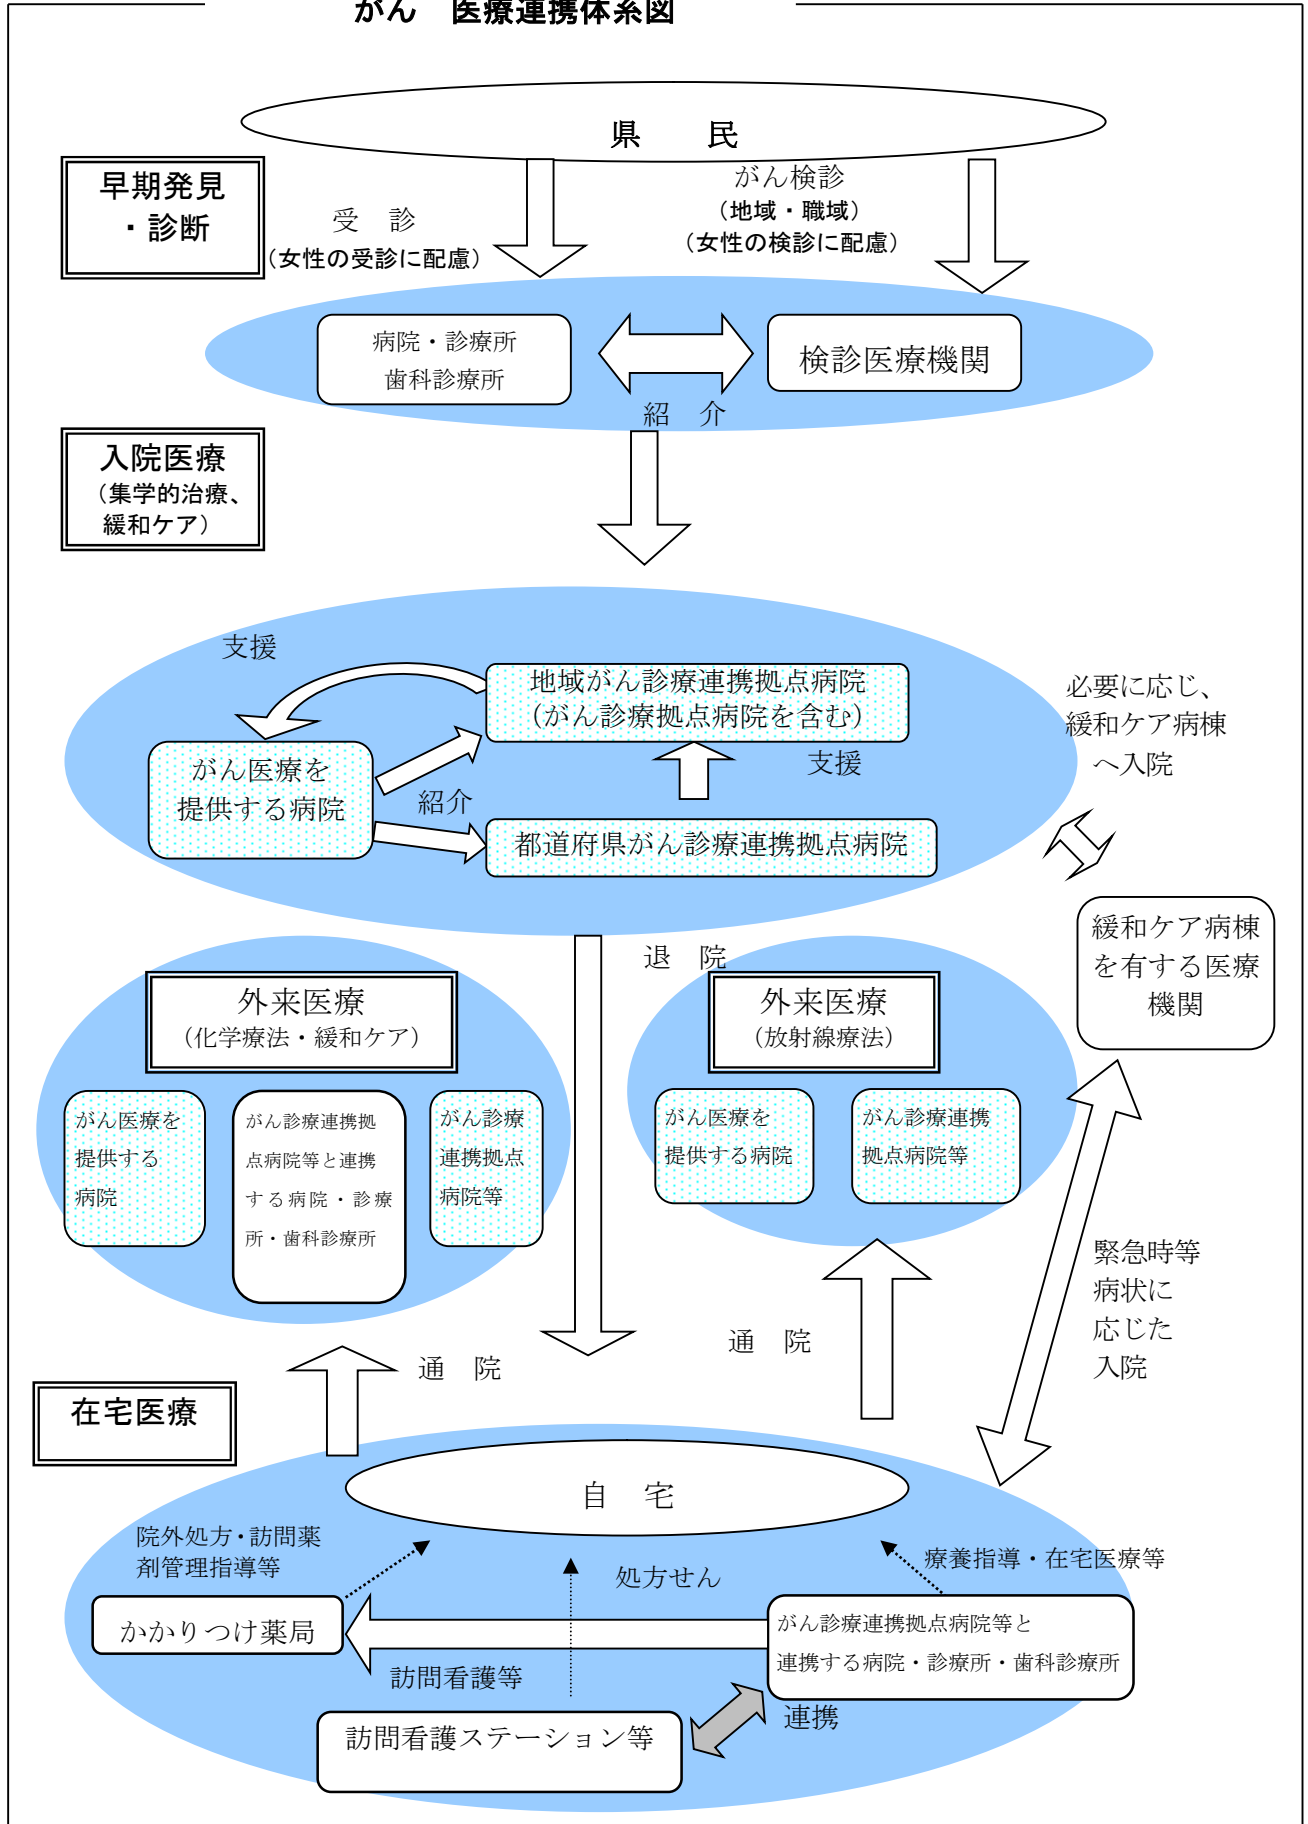 がん　医療連携体系図
県　　民
早期発見
・診断
受　診
（女性の受診に配慮）
がん検診
（地域・職域）
（女性の検診に配慮）
病院・診療所
歯科診療所
検診医療機関
紹　介
入院医療
（集学的治療、
緩和ケア）
支援
地域がん診療連携拠点病院
（がん診療拠点病院を含む）
がん医療を
提供する病院
紹介
支援
都道府県がん診療連携拠点病院
必要に応じ、
緩和ケア病棟
へ入院
緩和ケア病棟
を有する医療
機関
退　院
外来医療
（化学療法・緩和ケア）
がん医療を
提供する
病院
がん診療連携拠
点病院等と連携
する病院・診療
所・歯科診療所
がん診療
連携拠点
病院等
外来医療
（放射線療法）
がん医療を
提供する病院
がん診療連携
拠点病院等
緊急時等
病状に
応じた
入院
通　院
通　院
在宅医療
自　宅
院外処方・訪問薬
剤管理指導等
処方せん
療養指導・在宅医療等
かかりつけ薬局
がん診療連携拠点病院等と
連携する病院・診療所・歯科診療所
訪問看護等
連携
訪問看護ステーション等